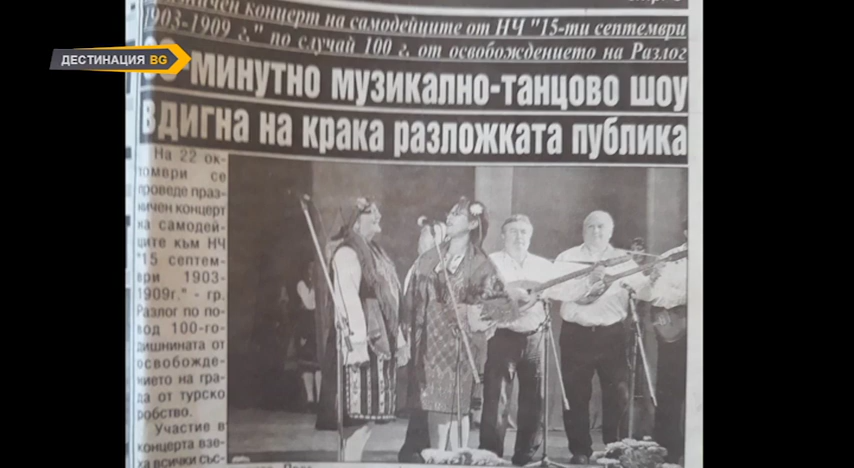 ДЕСТИНАЦИЯ BG
концерт на самодейците от НЧ "15-ти септември
1903-1909 г." по случай 100 г. от освобождението на Разлог
-МИНУТНО МУЗИКАЛНО-ТАНЦОВО ШОУ
ВДИГНА НА КРАКА РАЗЛОЖКАТА ПУБЛИКА
На 22 ок-
томври се
проведе праз-
ничен концерт
на самодей-
ците към НЧ
"15 септем-
ври 1903-
1909г." - гр.
Разлог по по-
вод 100-го-
дишнината от
освобожде-
нието на гра-
да от турско
робство.
Участие в
концерта взе-
ха всички със-